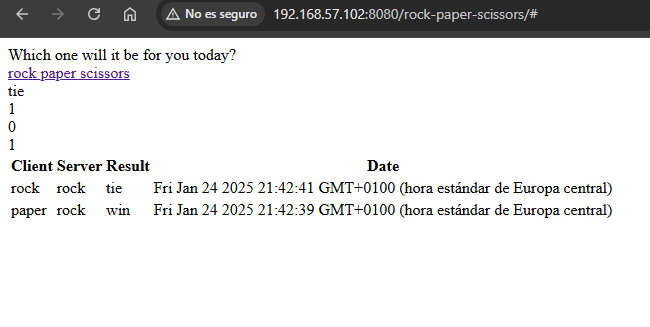 No es seguro 192.168.57.102:8080/rock-paper-scissors/#
Which one will it be for you today?
rock paper scissors
tie
1
0
1
Client Server Result Date
rock rock tie Fri Jan 24 2025 21:42:41 GMT+0100 (hora estándar de Europa central)
paper rock win Fri Jan 24 2025 21:42:39 GMT+0100 (hora estándar de Europa central)